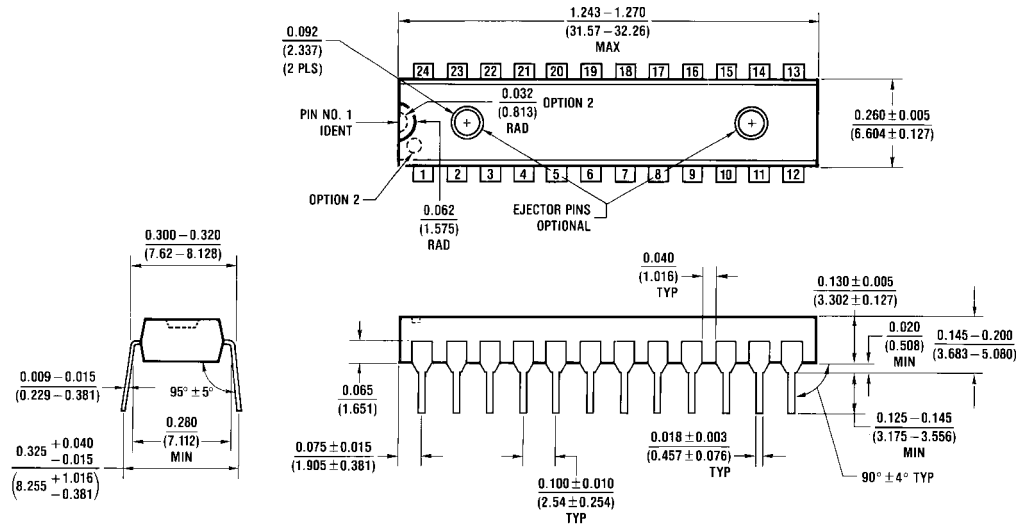 1.243 – 1.270
(31.57 – 32.26)
MAX
0.092
(2.337)
(2 PLS)
24 23 22 21 20 19 18 17 16 15 14 13
0.032
(0.813)
RAD
OPTION 2
PIN NO. 1
IDENT
0.260 ± 0.005
(6.604 ± 0.127)
1 2 3 4 5 6 7 8 9 10 11 12
OPTION 2
0.062
(1.575)
RAD
EJECTOR PINS
OPTIONAL
0.300 – 0.320
(7.62 – 8.128)
0.040
(1.016)
TYP
0.130 ± 0.005
(3.302 ± 0.127)
0.020
(0.508)
MIN
0.145 – 0.200
(3.683 – 5.080)
0.009 – 0.015
(0.229 – 0.381)
95° ± 5°
0.280
(7.112)
MIN
0.065
(1.651)
0.125 – 0.145
(3.175 – 3.556)
MIN
0.325 + 0.040
– 0.015
(8.255 + 1.016
– 0.381)
0.075 ± 0.015
(1.905 ± 0.381)
0.018 ± 0.003
(0.457 ± 0.076)
TYP
90° ± 4° TYP
0.100 ± 0.010
(2.54 ± 0.254)
TYP